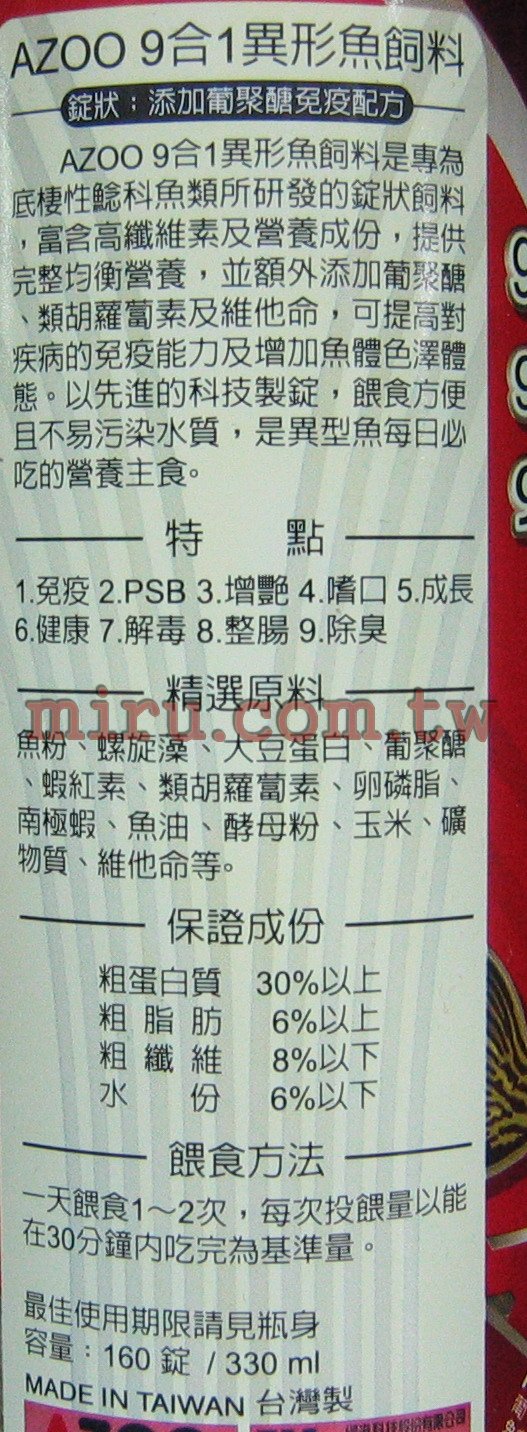 AZOO 9合1異形魚飼料
錠狀：添加葡聚醣免疫配方
AZOO 9合1異形魚飼料是專為
底棲性鯰科魚類所研發的錠狀飼料
，富含高纖維素及營養成份，提供
完整均衡營養，並額外添加葡聚醣
、類胡蘿蔔素及維他命，可提高對
疾病的免疫能力及增加魚體色澤體
態。以先進的科技製錠，餵食方便
且不易污染水質，是異型魚每日必
吃的營養主食。
特 點
1.免疫 2.PSB 3.增艷 4.嗜口 5.成長
6.健康 7.解毒 8.整腸 9.除臭
精選原料
miru.com.tw
魚粉、螺旋藻、大豆蛋白、葡聚醣
、蝦紅素、類胡蘿蔔素、卵磷脂、
南極蝦、魚油、酵母粉、玉米、礦
物質、維他命等。
保證成份
粗蛋白質 30%以上
粗脂肪 6%以上
粗纖維 8%以下
水份 6%以下
餵食方法
一天餵食1～2次，每次投餵量以能
在30分鐘內吃完為基準量。
最佳使用期限請見瓶身
容量：160 錠 / 330 ml
MADE IN TAIWAN 台灣製